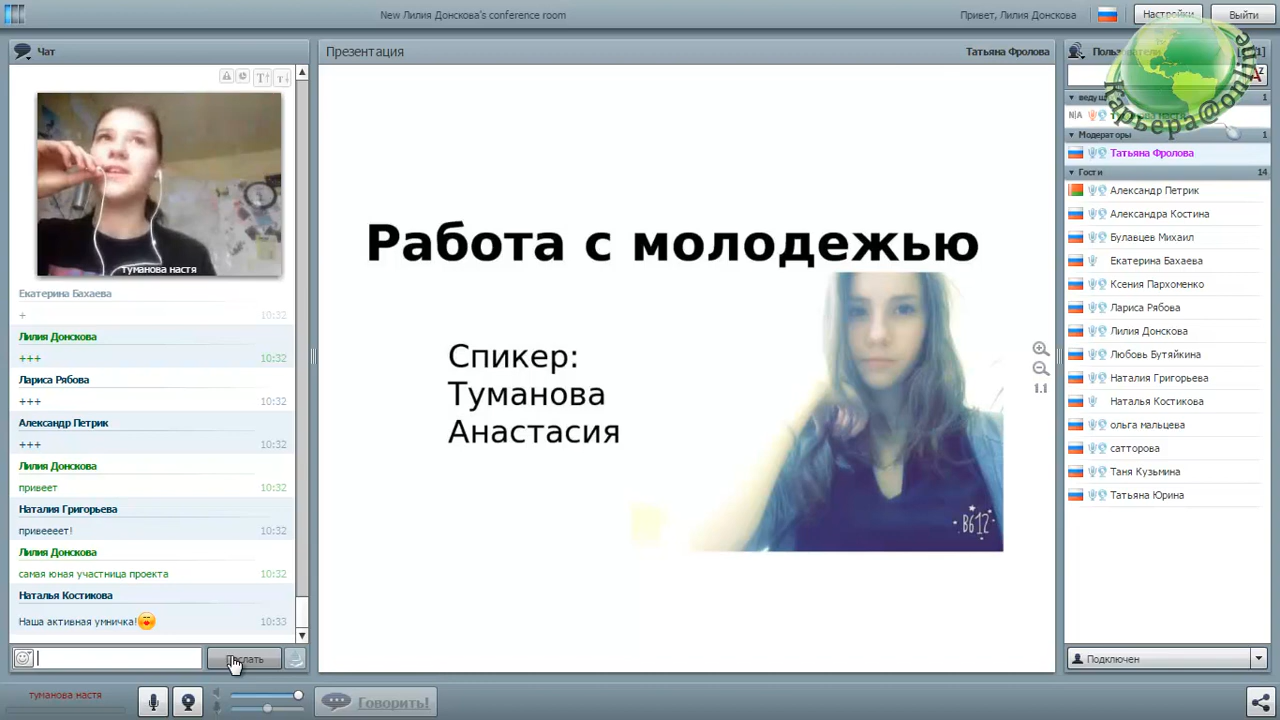 New Лилия Донскова's conference room
Привет, Лилия Донскова
Настройки
Выйти
Чат
туманова настя
Екатерина Бахаева
+
10:32
Лилия Донскова
+++
10:32
Лариса Рябова
+++
10:32
Александр Петрик
+++
10:32
Лилия Донскова
привеет
10:32
Наталия Григорьева
привеееет!
10:32
Лилия Донскова
самая юная участница проекта
10:32
Наталья Костикова
Наша активная умничка!
10:33
Презентация
Татьяна Фролова
Работа с молодежью
Спикер:
Туманова
Анастасия
B612
1:1
Карьера@online
1
N/A
Модераторы
1
Татьяна Фролова
Гости
14
Александр Петрик
Александра Костина
Булавцев Михаил
Екатерина Бахаева
Ксения Пархоменко
Лариса Рябова
Лилия Донскова
Любовь Бутяйкина
Наталия Григорьева
Наталья Костикова
ольга мальцева
сатторова
Таня Кузьмина
Татьяна Юрина
Подключен
туманова настя
Говорить!